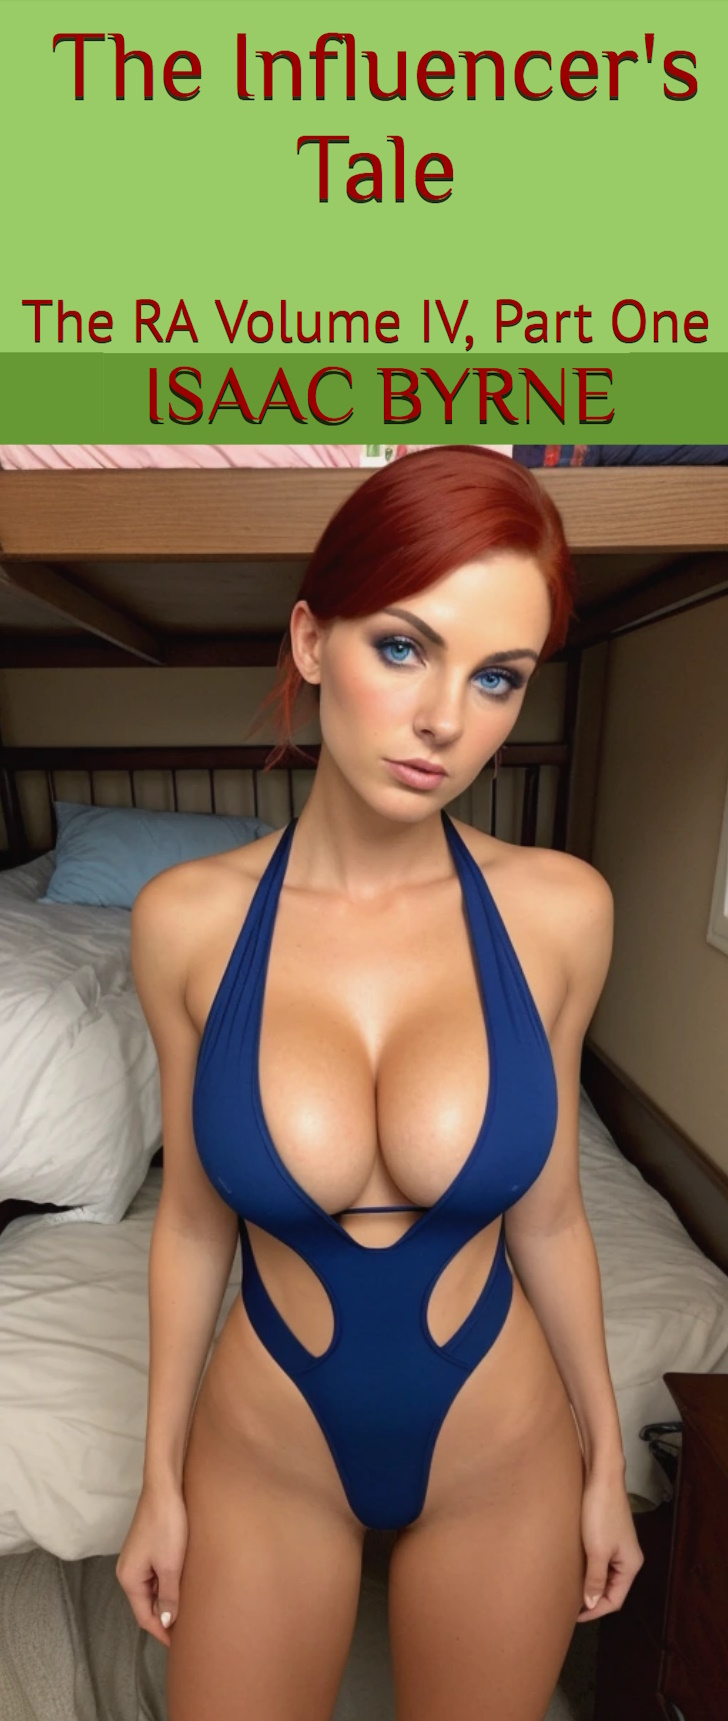 The Influencer's
Tale
The RA Volume IV, Part One
ISAAC BYRNE